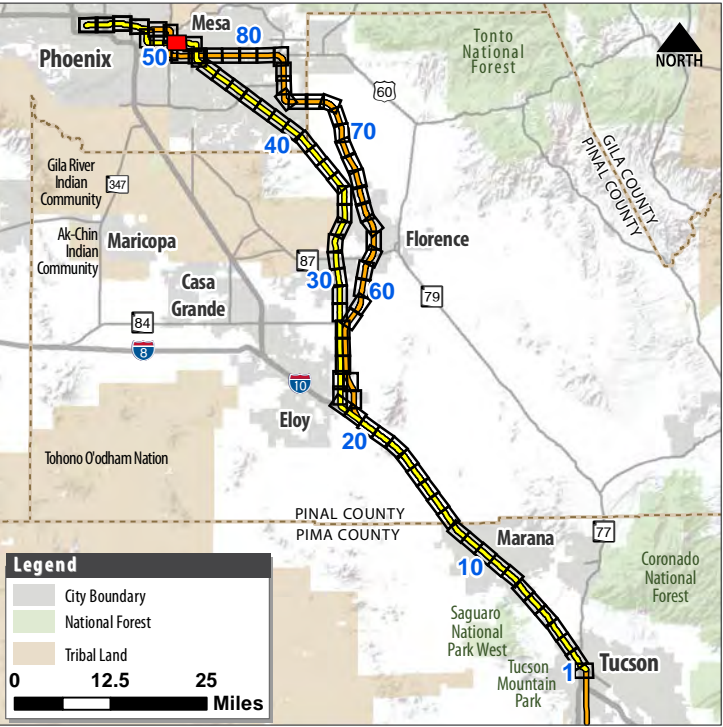 Mesa
80
Tonto
National
Forest
NORTH
Phoenix
50
60
70
40
GILA COUNTY
PINAL COUNTY
Gila River
Indian
Community
347
Ak-Chin
Indian
Community
Maricopa
Florence
87
Casa
Grande
30
60
79
84
8
10
Eloy
20
Tohono O'odham Nation
PINAL COUNTY
PIMA COUNTY
Marana
77
10
Coronado
National
Forest
Saguaro
National
Park West
Tucson
Mountain
Park
1
Tucson
Legend
City Boundary
National Forest
Tribal Land
0 12.5 25
Miles